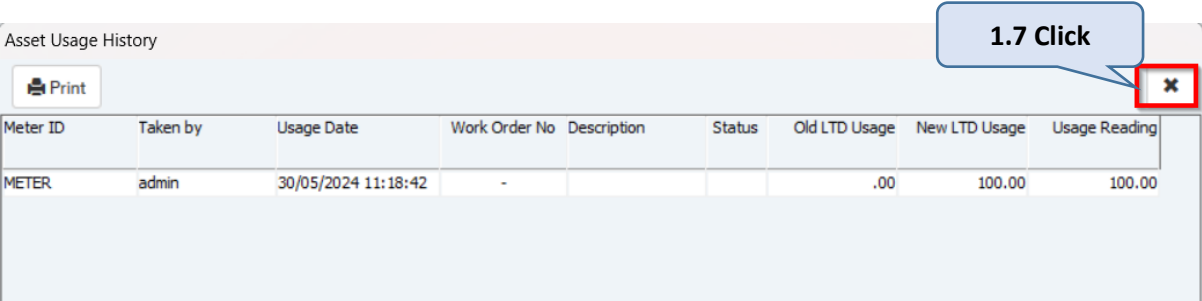 1.7 Click
Asset Usage History
Print
Meter ID Taken by Usage Date Work Order No Description Status Old LTD Usage New LTD Usage Usage Reading
METER admin 30/05/2024 11:18:42 - .00 100.00 100.00